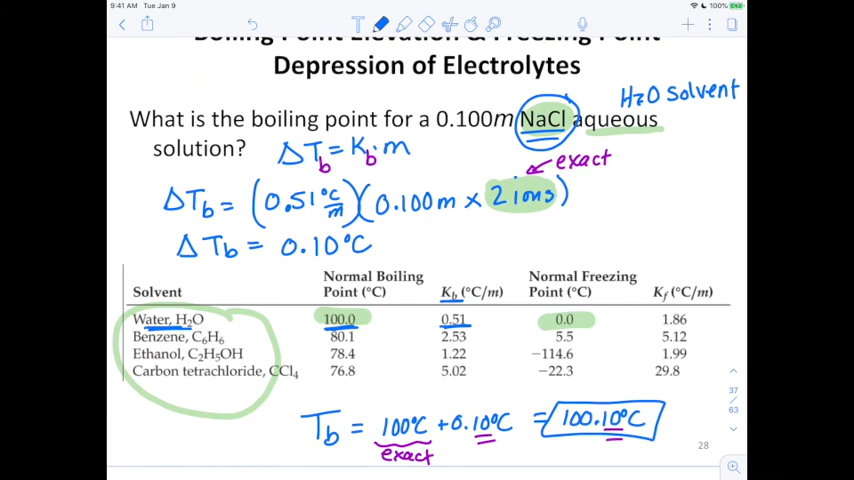 9:41 AM Tue Jan 9
100%
Boiling Point Elevation & Freezing Point
Depression of Electrolytes
H2O solvent
What is the boiling point for a 0.100m NaCl aqueous
solution?
ΔTb = Kb · m
exact
ΔTb = (0.51 °C/m)(0.100m × 2 ions)
ΔTb = 0.10°C
Normal Boiling Normal Freezing
Solvent Point (°C) Kb (°C/m) Point (°C) Kf (°C/m)
Water, H2O 100.0 0.51 0.0 1.86
Benzene, C6H6 80.1 2.53 5.5 5.12
Ethanol, C2H5OH 78.4 1.22 −114.6 1.99
Carbon tetrachloride, CCl4 76.8 5.02 −22.3 29.8
37
/
63
Tb = 100°C + 0.10°C = 100.10°C
exact
28